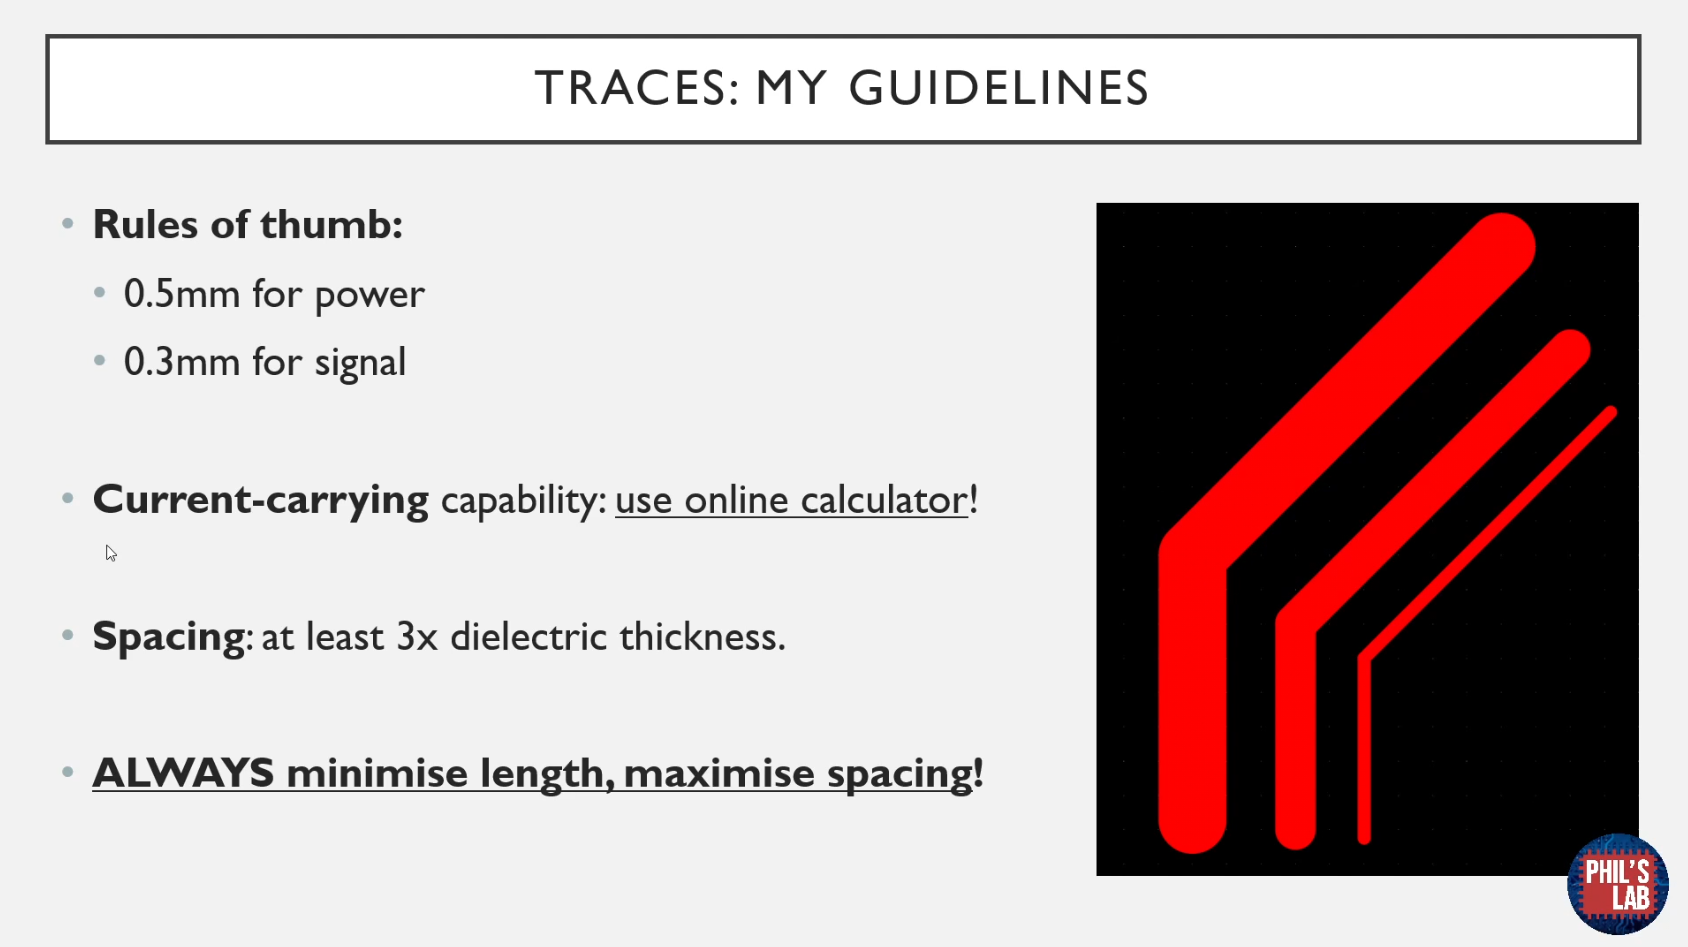 TRACES: MY GUIDELINES
• Rules of thumb:
• 0.5mm for power
• 0.3mm for signal
• Current-carrying capability: use online calculator!
• Spacing: at least 3x dielectric thickness.
• ALWAYS minimise length, maximise spacing!
PHIL'S
LAB